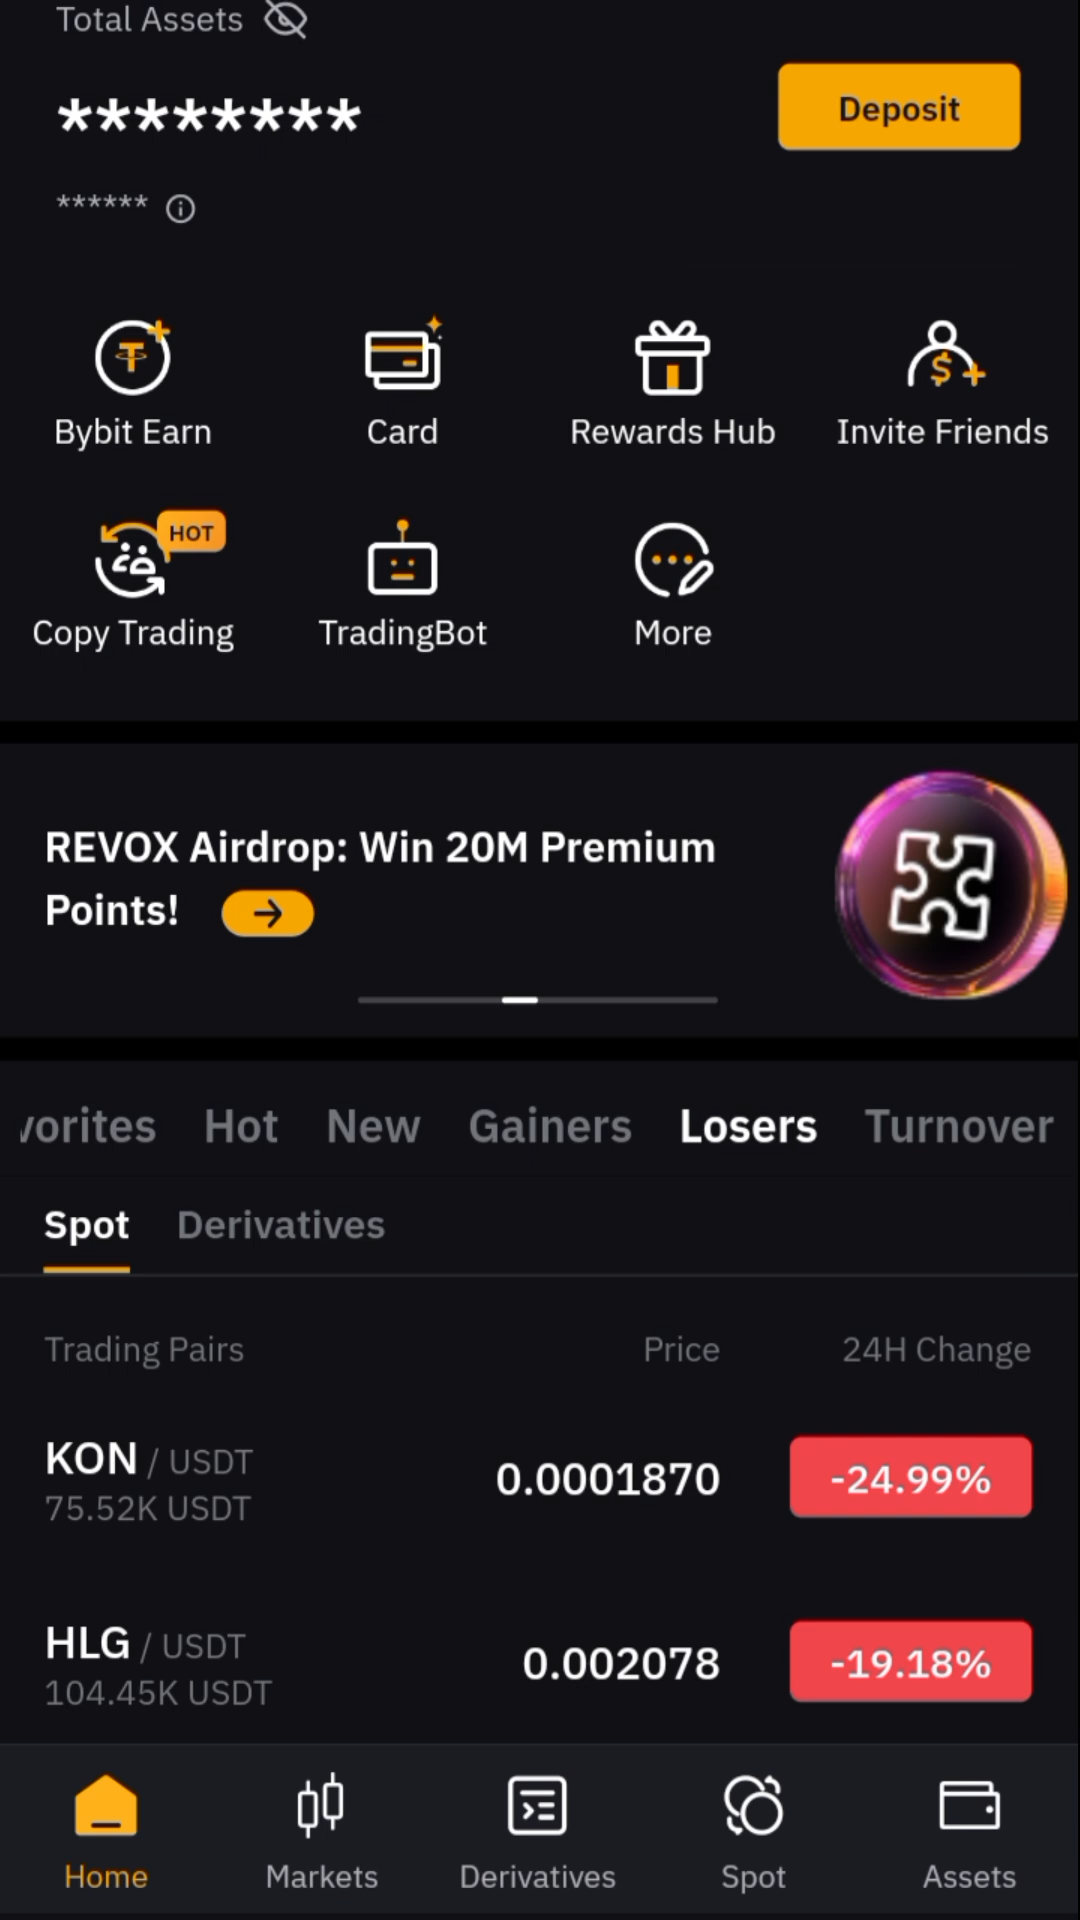 Total Assets
********
Deposit
******
Bybit Earn
Card
Rewards Hub
Invite Friends
HOT
Copy Trading
TradingBot
More
REVOX Airdrop: Win 20M Premium
Points!
vorites Hot New Gainers Losers Turnover
Spot Derivatives
Trading Pairs Price 24H Change
KON / USDT
75.52K USDT
0.0001870
-24.99%
HLG / USDT
104.45K USDT
0.002078
-19.18%
Home Markets Derivatives Spot Assets